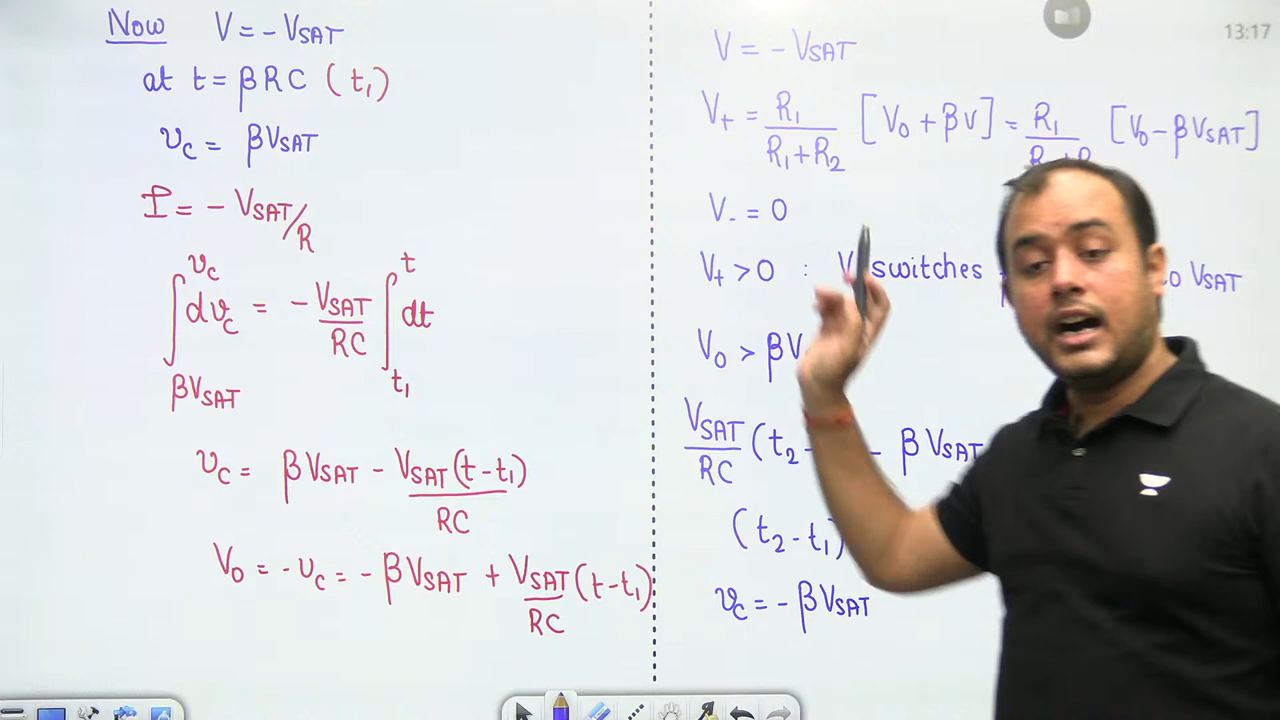 Now V = - VSAT
at t = βRC (t1)
vc = βVSAT
I = - VSAT/R
∫ dvc = - VSAT/RC ∫ dt
vc t
βVSAT t1
vc = βVSAT - VSAT(t-t1)/RC
V0 = -vc = - βVSAT + VSAT/RC (t-t1)
13:17
V = - VSAT
V+ = R1/R1+R2 [V0 + βV] = R1 [V0 - βVSAT]
V- = 0
V+ > 0 : V switches to VSAT
V0 > βV
VSAT/RC (t2 - βVSAT
(t2 - t1)
vc = - βVSAT